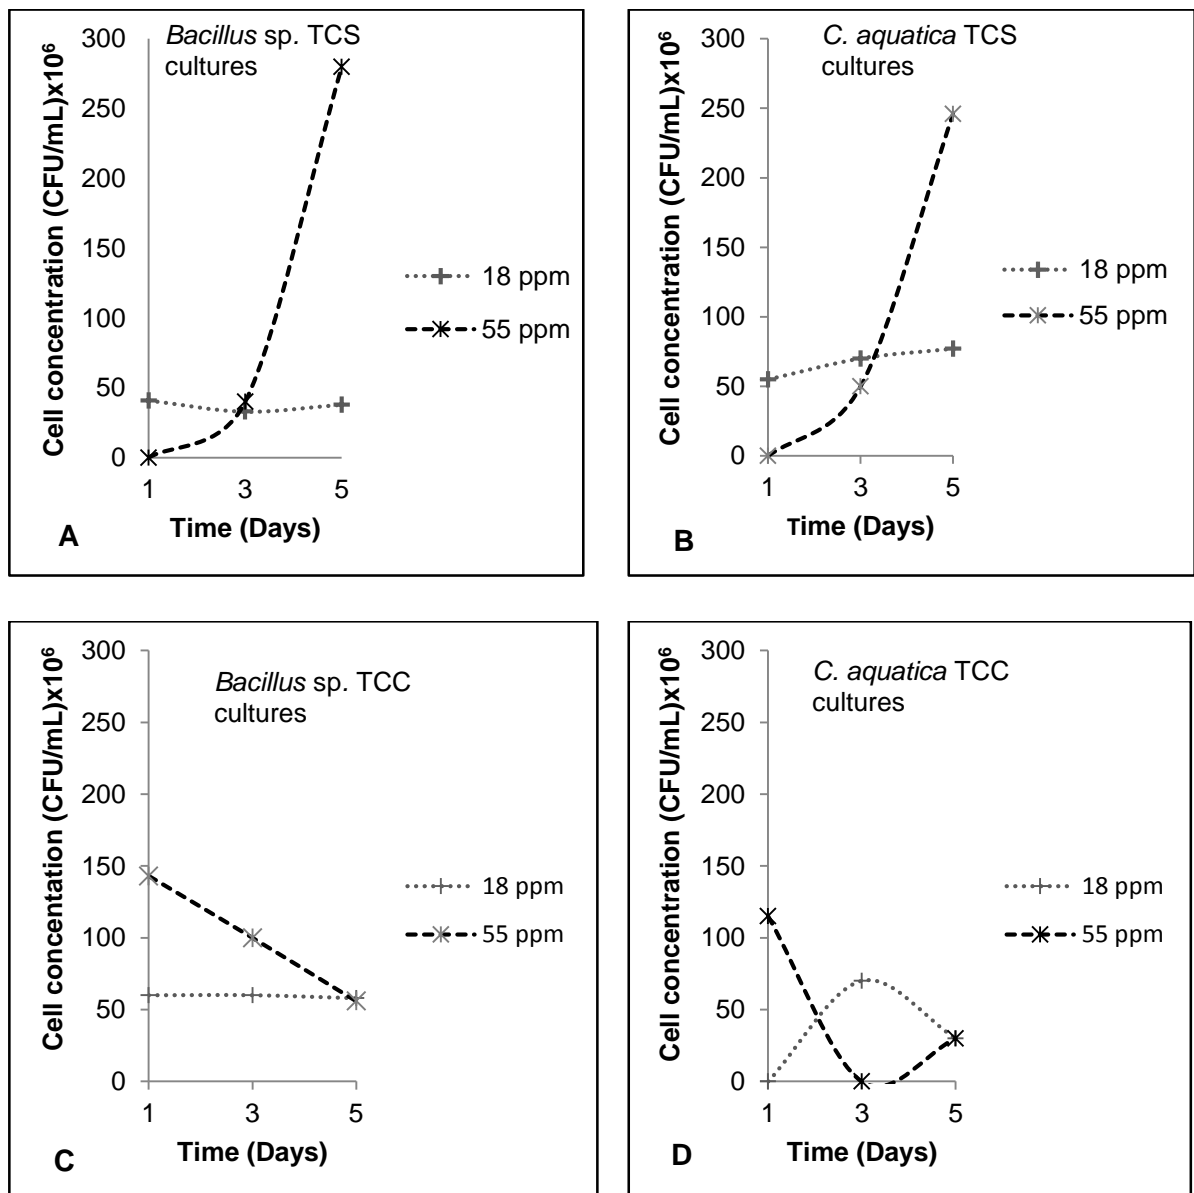 Bacillus sp. TCS
cultures
Cell concentration (CFU/mL)x10⁶
300
250
200
150
100
50
0
1 3 5
Time (Days)
18 ppm
55 ppm
A
C. aquatica TCS
cultures
Cell concentration (CFU/mL)x10⁶
300
250
200
150
100
50
0
1 3 5
Time (Days)
18 ppm
55 ppm
B
Bacillus sp. TCC
cultures
Cell concentation (CFU/mL)x10⁶
300
250
200
150
100
50
0
1 3 5
Time (Days)
18 ppm
55 ppm
C
C. aquatica TCC
cultures
Cell concentration (CFU/mL)x10⁶
300
250
200
150
100
50
0
1 3 5
Time (Days)
18 ppm
55 ppm
D